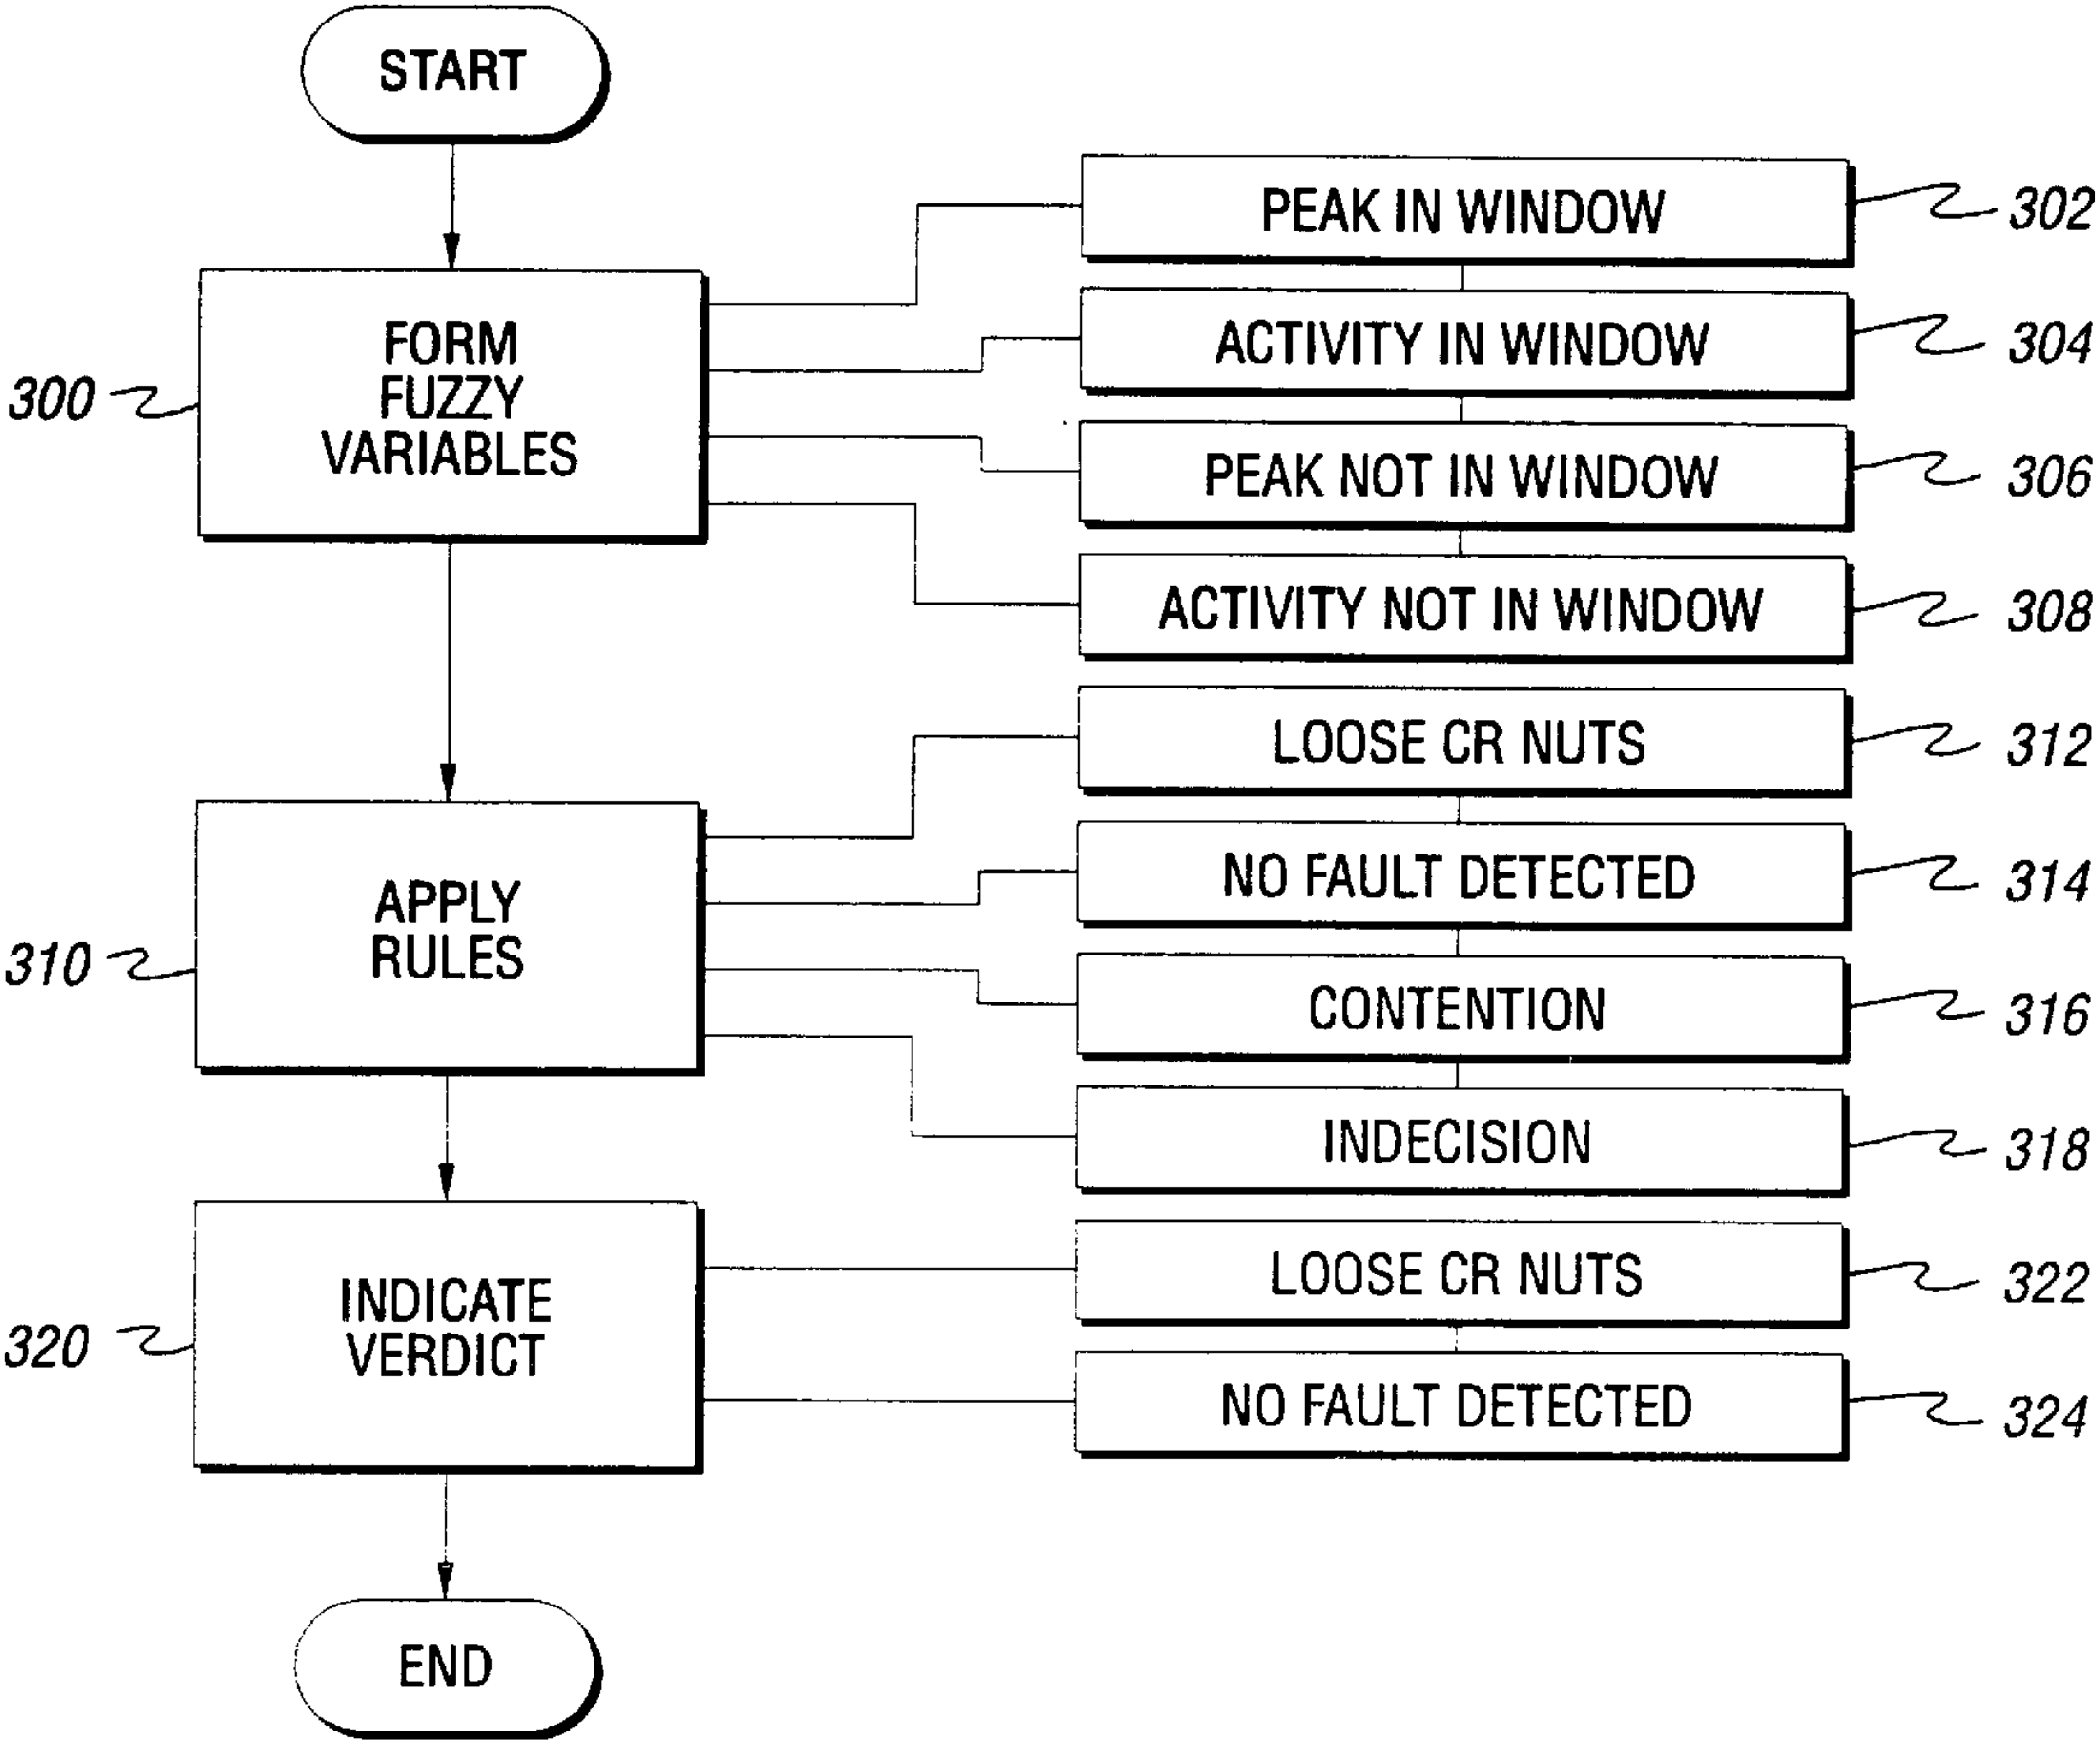 START
PEAK IN WINDOW
302
FORM
FUZZY
VARIABLES
300
ACTIVITY IN WINDOW
304
PEAK NOT IN WINDOW
306
ACTIVITY NOT IN WINDOW
308
APPLY
RULES
310
LOOSE CR NUTS
312
NO FAULT DETECTED
314
CONTENTION
316
INDECISION
318
INDICATE
VERDICT
320
LOOSE CR NUTS
322
NO FAULT DETECTED
324
END